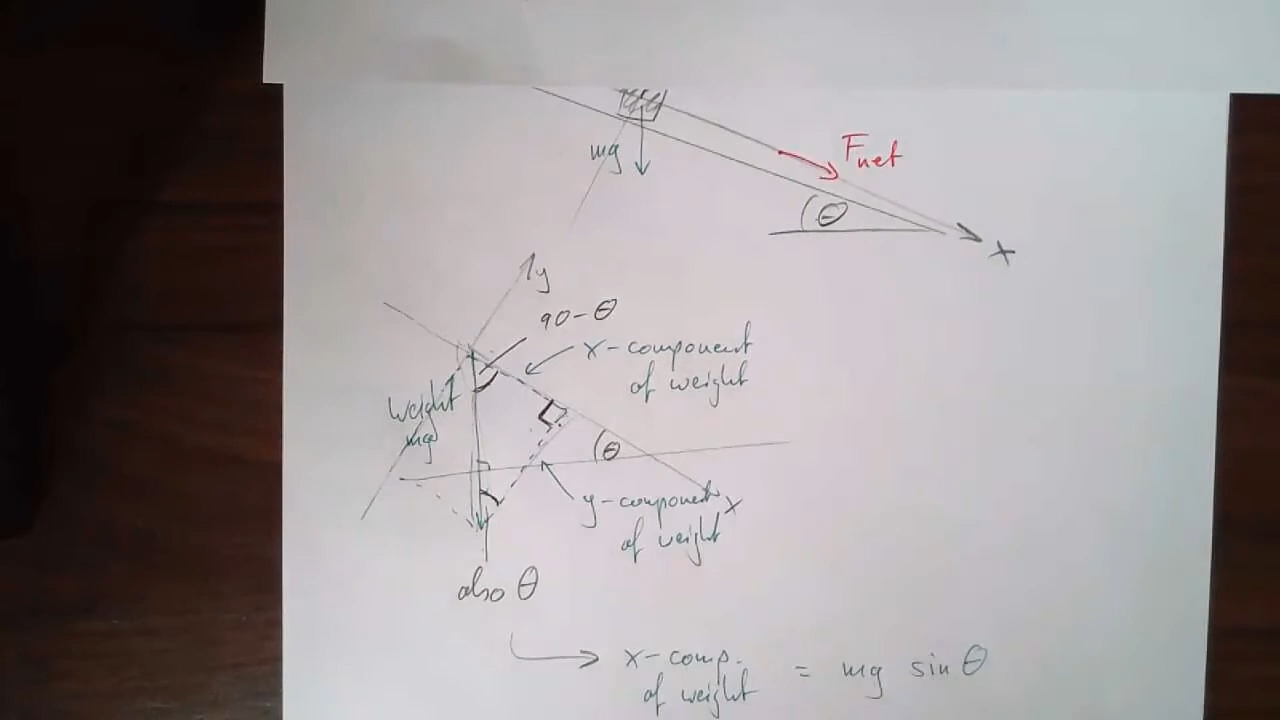 mg
Fnet
θ
x
y
90-θ
x-component
of weight
Weight
mg
θ
y-component
of weight
x
also θ
x-comp.
of weight
= mg sin θ